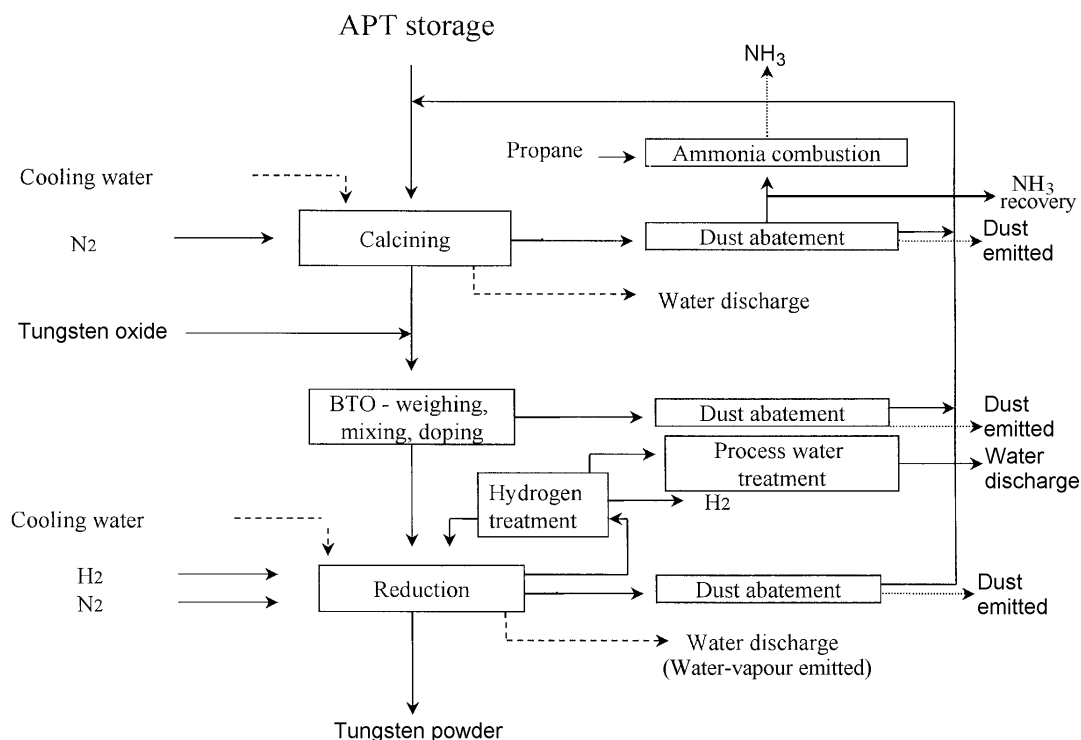 APT storage
NH3
Propane
Ammonia combustion
Cooling water
NH3
recovery
N2
Calcining
Dust abatement
Dust
emitted
Water discharge
Tungsten oxide
BTO - weighing,
mixing, doping
Dust abatement
Dust
emitted
Process water
treatment
Water
discharge
Hydrogen
treatment
H2
Cooling water
H2
N2
Reduction
Dust abatement
Dust
emitted
Water discharge
(Water-vapour emitted)
Tungsten powder